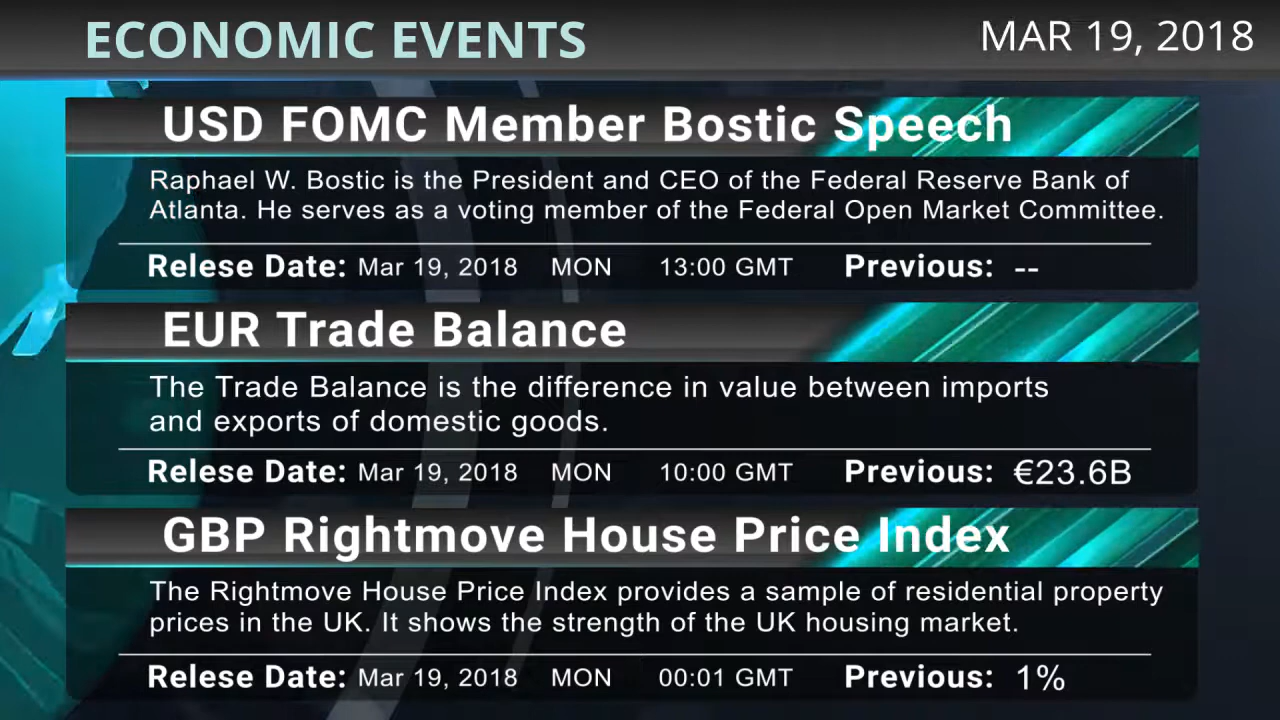 ECONOMIC EVENTS MAR 19, 2018
USD FOMC Member Bostic Speech
Raphael W. Bostic is the President and CEO of the Federal Reserve Bank of
Atlanta. He serves as a voting member of the Federal Open Market Committee.
Relese Date: Mar 19, 2018 MON 13:00 GMT Previous: --
EUR Trade Balance
The Trade Balance is the difference in value between imports
and exports of domestic goods.
Relese Date: Mar 19, 2018 MON 10:00 GMT Previous: €23.6B
GBP Rightmove House Price Index
The Rightmove House Price Index provides a sample of residential property
prices in the UK. It shows the strength of the UK housing market.
Relese Date: Mar 19, 2018 MON 00:01 GMT Previous: 1%